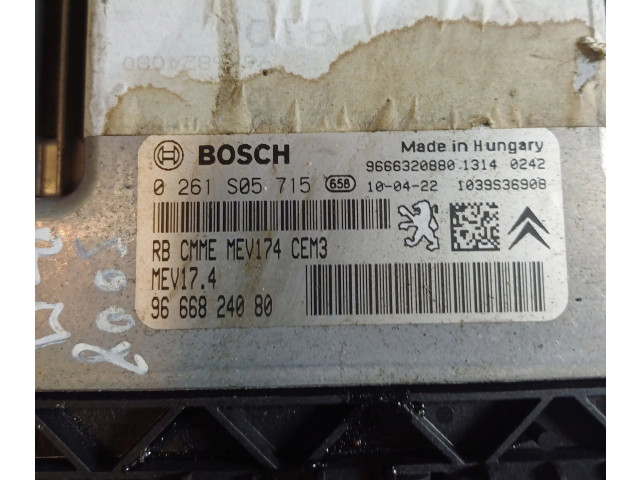 BOSCH
Made in Hungary
9666320880 1314 0242
0 261 S05 715 658 10-04-22 1039S36908
RB CMME MEV174 CEM3
MEV17.4
96 668 240 80